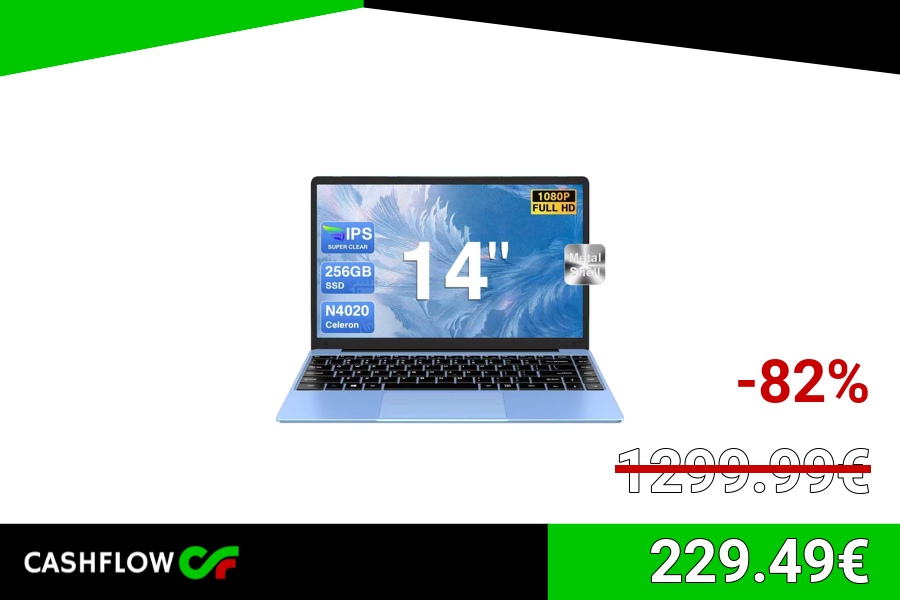 1080P
FULL HD
IPS
SUPER CLEAR
14"
Metal
Shell
256GB
SSD
N4020
Celeron
-82%
1299.99€
CASHFLOW
229.49€